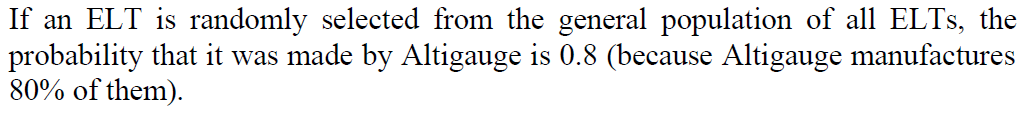 If an ELT is randomly selected from the general population of all ELTs, the
probability that it was made by Altigauge is 0.8 (because Altigauge manufactures
80% of them).